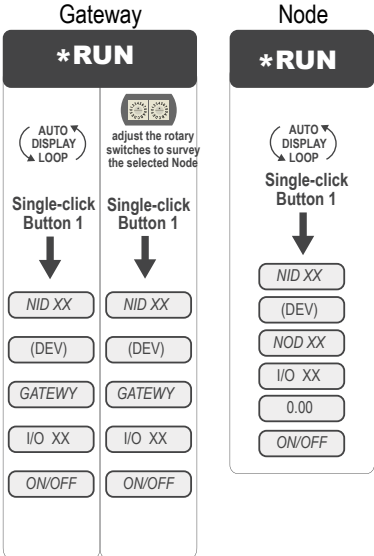 Gateway
*RUN
AUTO
DISPLAY
LOOP
Single-click
Button 1
NID XX
(DEV)
GATEWY
I/O XX
ON/OFF
adjust the rotary
switches to survey
the selected Node
Single-click
Button 1
NID XX
(DEV)
GATEWY
I/O XX
ON/OFF
Node
*RUN
AUTO
DISPLAY
LOOP
Single-click
Button 1
NID XX
(DEV)
NOD XX
I/O XX
0.00
ON/OFF